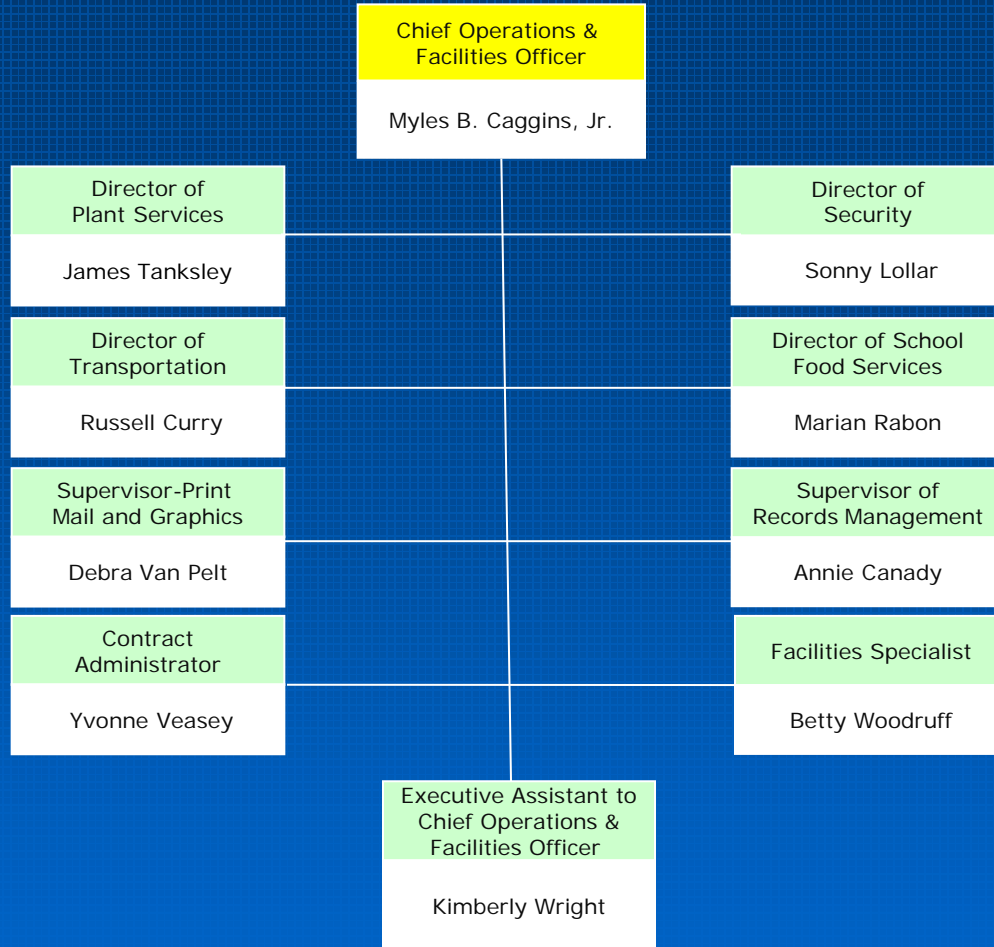 Chief Operations &
Facilities Officer
Myles B. Caggins, Jr.
Director of
Plant Services
James Tanksley
Director of
Security
Sonny Lollar
Director of
Transportation
Russell Curry
Director of School
Food Services
Marian Rabon
Supervisor-Print
Mail and Graphics
Debra Van Pelt
Supervisor of
Records Management
Annie Canady
Contract
Administrator
Yvonne Veasey
Facilities Specialist
Betty Woodruff
Executive Assistant to
Chief Operations &
Facilities Officer
Kimberly Wright